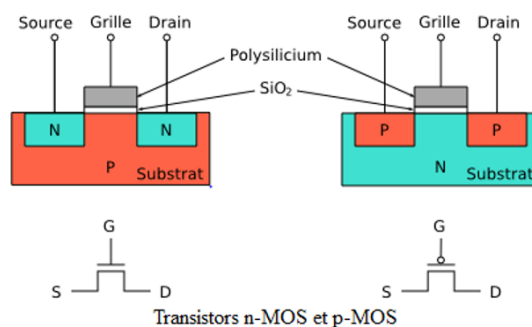 Source Grille Drain Source Grille Drain
Polysilicium
SiO₂
N N P P
P N
Substrat Substrat
G G
S D S D
Transistors n-MOS et p-MOS